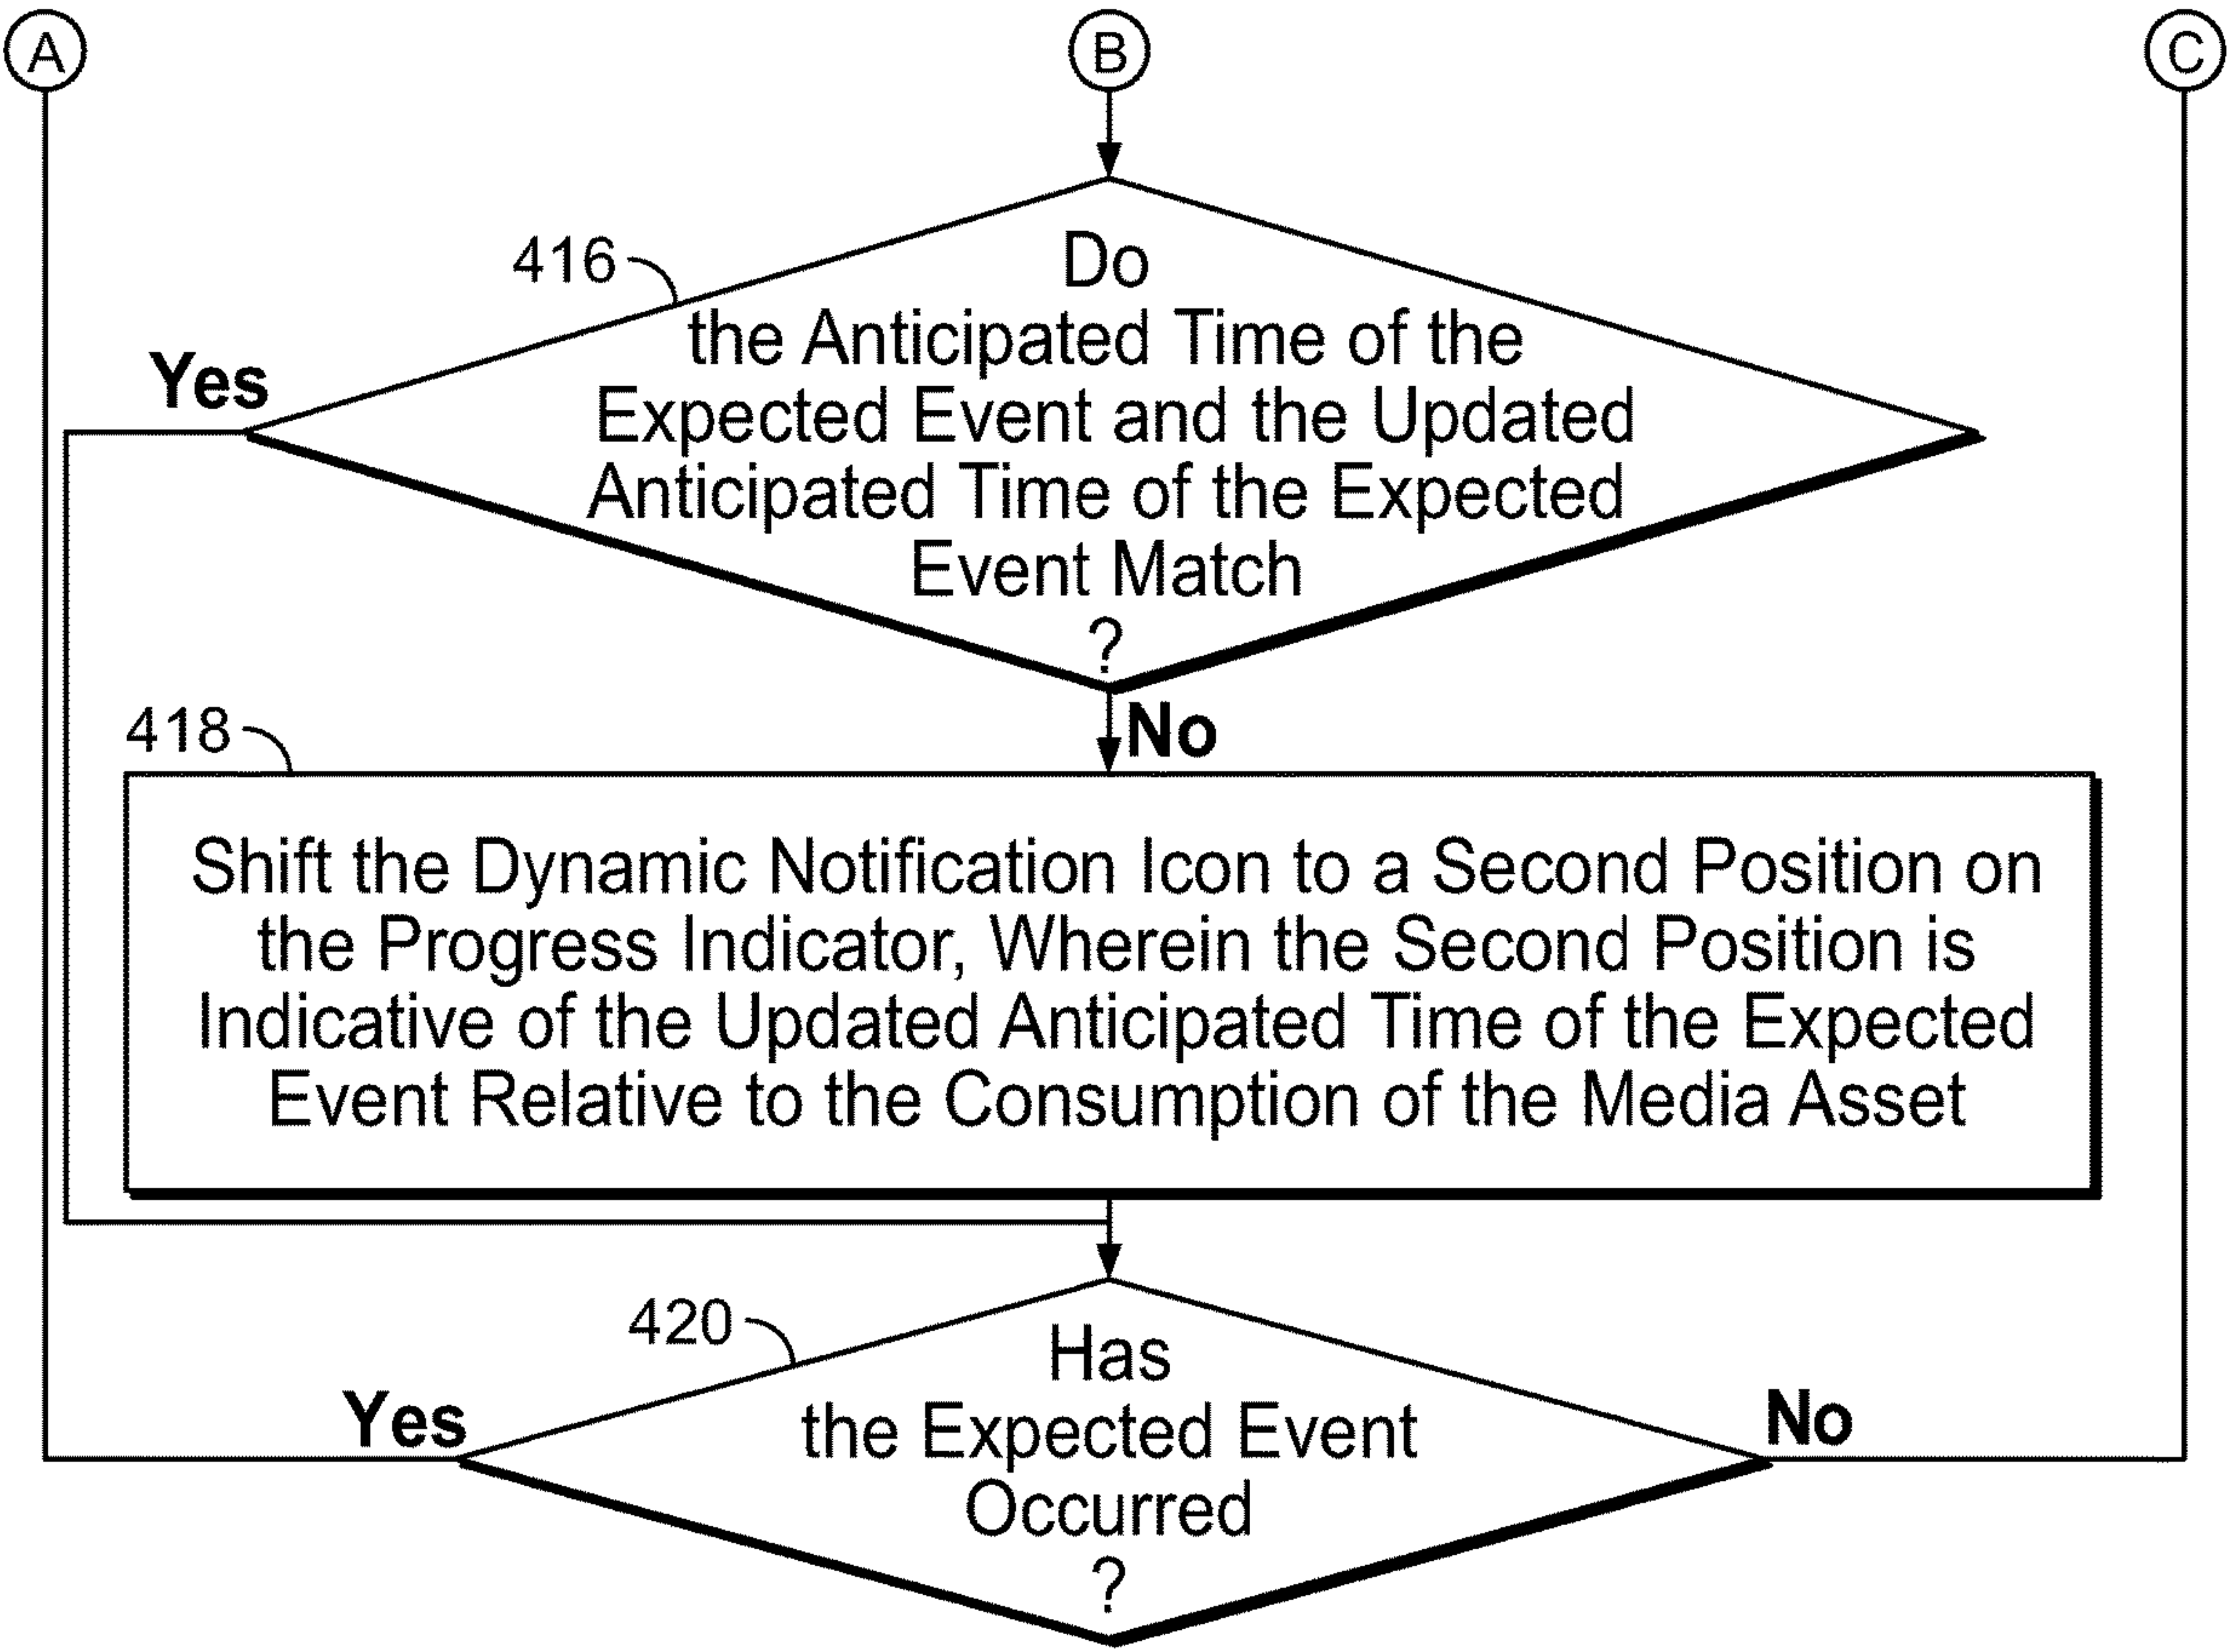 A
B
C
416
Do
the Anticipated Time of the
Expected Event and the Updated
Anticipated Time of the Expected
Event Match
?
Yes
No
418
Shift the Dynamic Notification Icon to a Second Position on
the Progress Indicator, Wherein the Second Position is
Indicative of the Updated Anticipated Time of the Expected
Event Relative to the Consumption of the Media Asset
420
Has
the Expected Event
Occurred
?
Yes
No